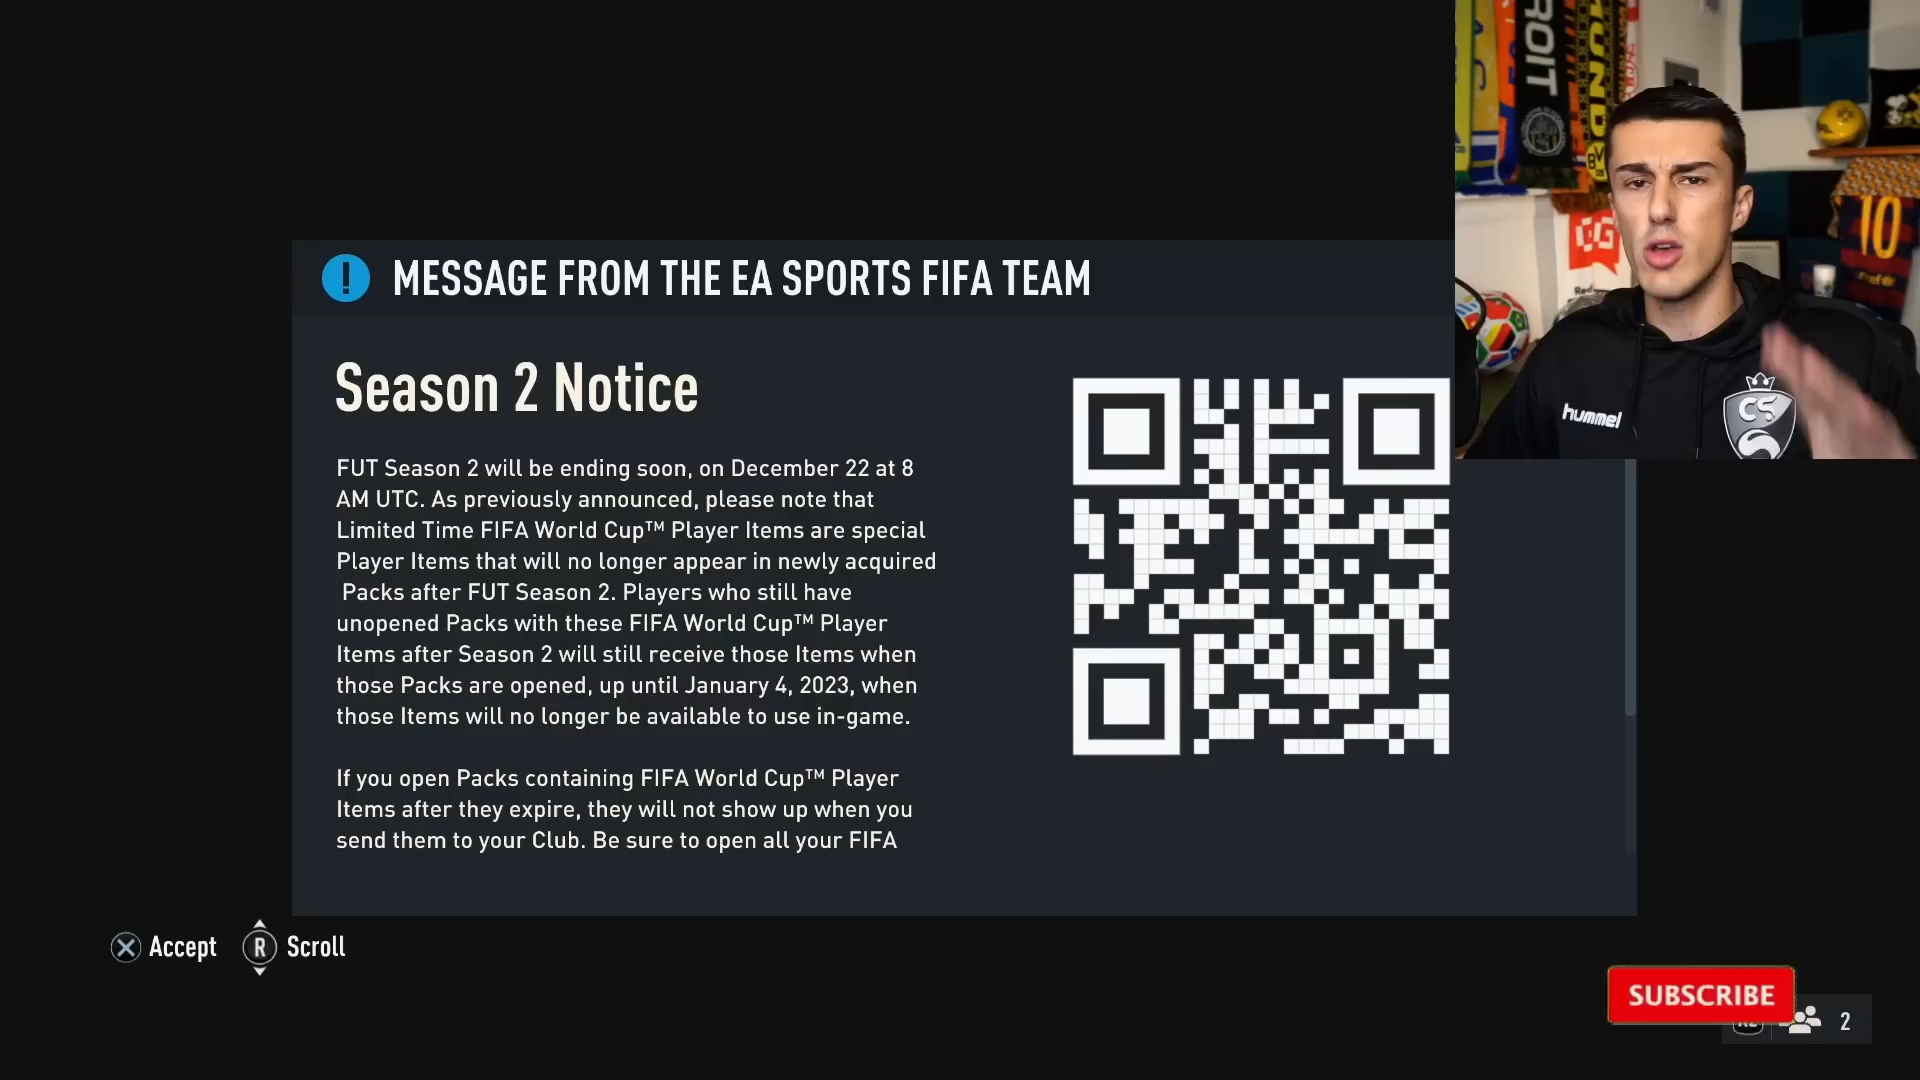 MESSAGE FROM THE EA SPORTS FIFA TEAM
Season 2 Notice
FUT Season 2 will be ending soon, on December 22 at 8
AM UTC. As previously announced, please note that
Limited Time FIFA World Cup™ Player Items are special
Player Items that will no longer appear in newly acquired
Packs after FUT Season 2. Players who still have
unopened Packs with these FIFA World Cup™ Player
Items after Season 2 will still receive those Items when
those Packs are opened, up until January 4, 2023, when
those Items will no longer be available to use in-game.
If you open Packs containing FIFA World Cup™ Player
Items after they expire, they will not show up when you
send them to your Club. Be sure to open all your FIFA
Accept
R
Scroll
SUBSCRIBE
2
hummel
CS
10
ROIT
MUND
BVB